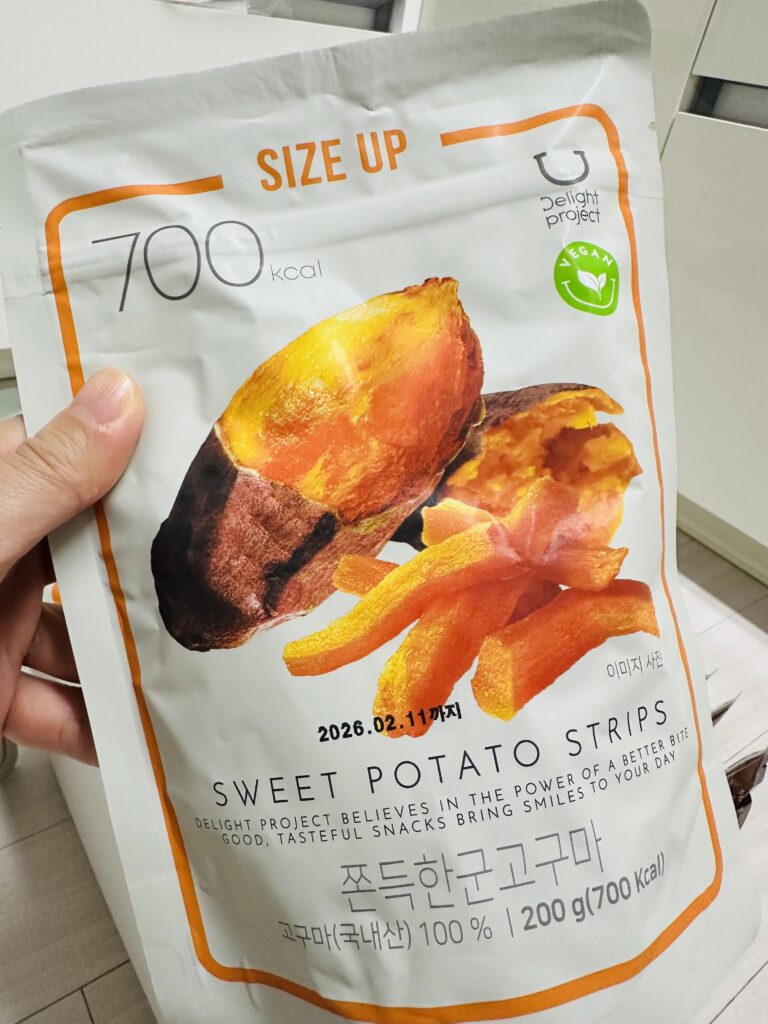 SIZE UP
Delight
project
VEGAN
700 kcal
이미지 사진
2026.02.11까지
SWEET POTATO STRIPS
DELIGHT PROJECT BELIEVES IN THE POWER OF A BETTER BITE
GOOD, TASTEFUL SNACKS BRING SMILES TO YOUR DAY
쫀득한군고구마
고구마(국내산) 100 % | 200 g(700 Kcal)